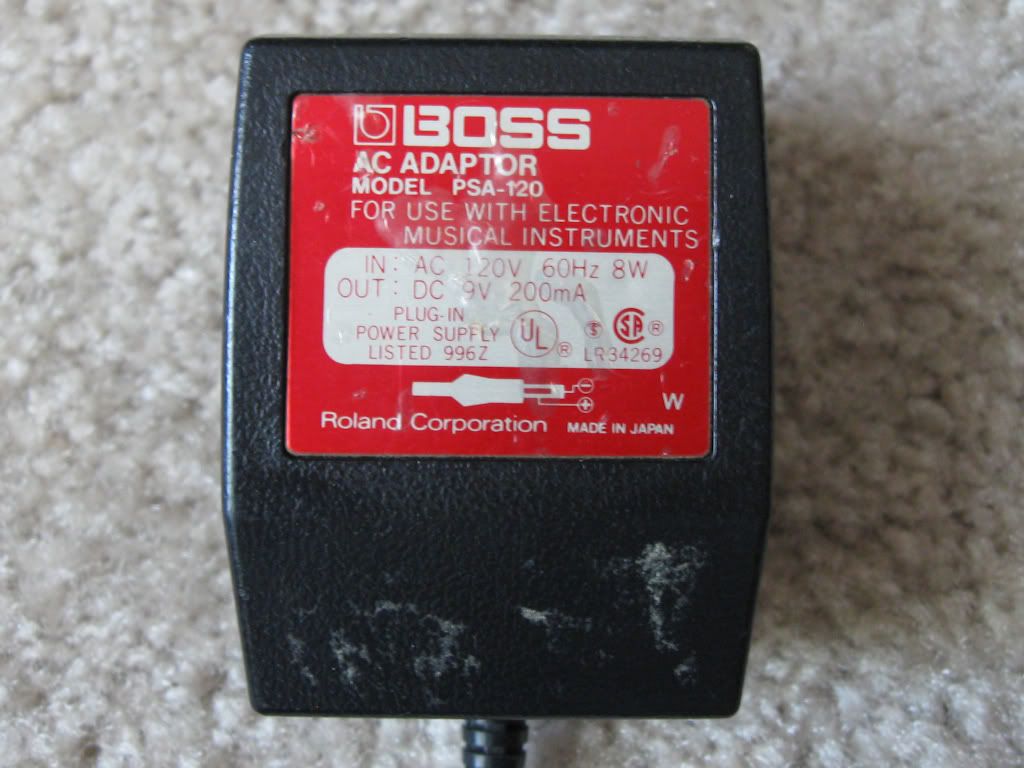 BOSS
AC ADAPTOR
MODEL PSA-120
FOR USE WITH ELECTRONIC
MUSICAL INSTRUMENTS
IN : AC 120V 60Hz 8W
OUT : DC 9V 200mA
PLUG-IN
POWER SUPPLY
LISTED 996Z
UL ®
SA ®
LR34269
W
Roland Corporation MADE IN JAPAN